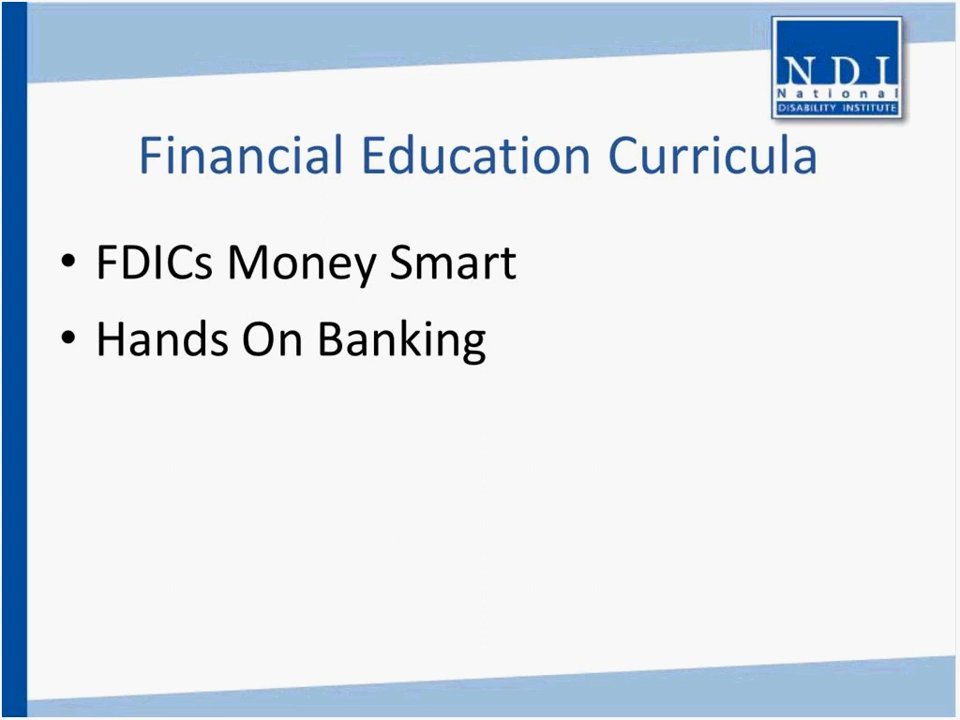 NDI
National
DISABILITY INSTITUTE
Financial Education Curricula
• FDICs Money Smart
• Hands On Banking